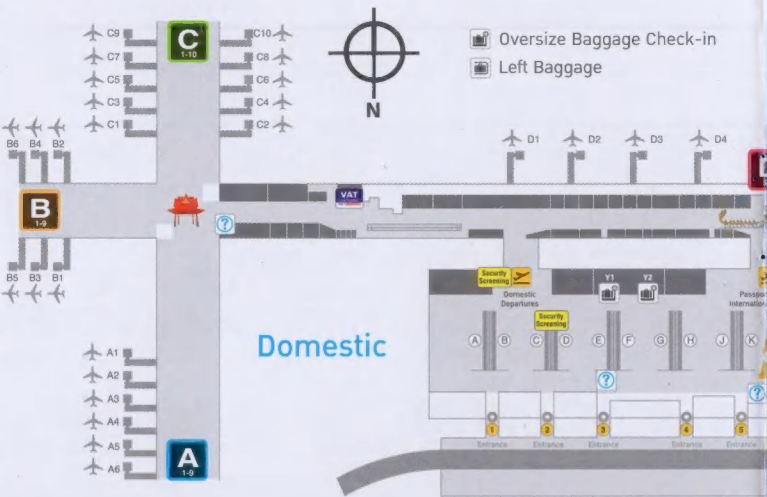 C9
C
1-10
C10
C7
C8
C5
C6
C3
C4
C1
C2
N
Oversize Baggage Check-in
Left Baggage
B6
B4
B2
D1
D2
D3
D4
B
1-9
VAT
?
B5
B3
B1
Security
Screening
Domestic
Departures
Y1
Y2
Security
Screening
A
B
C
D
E
F
G
H
J
K
Domestic
?
?
A1
A2
A3
A4
A5
A6
A
1-9
1
2
3
4
5
Entrance
Entrance
Entrance
Entrance
Entrance